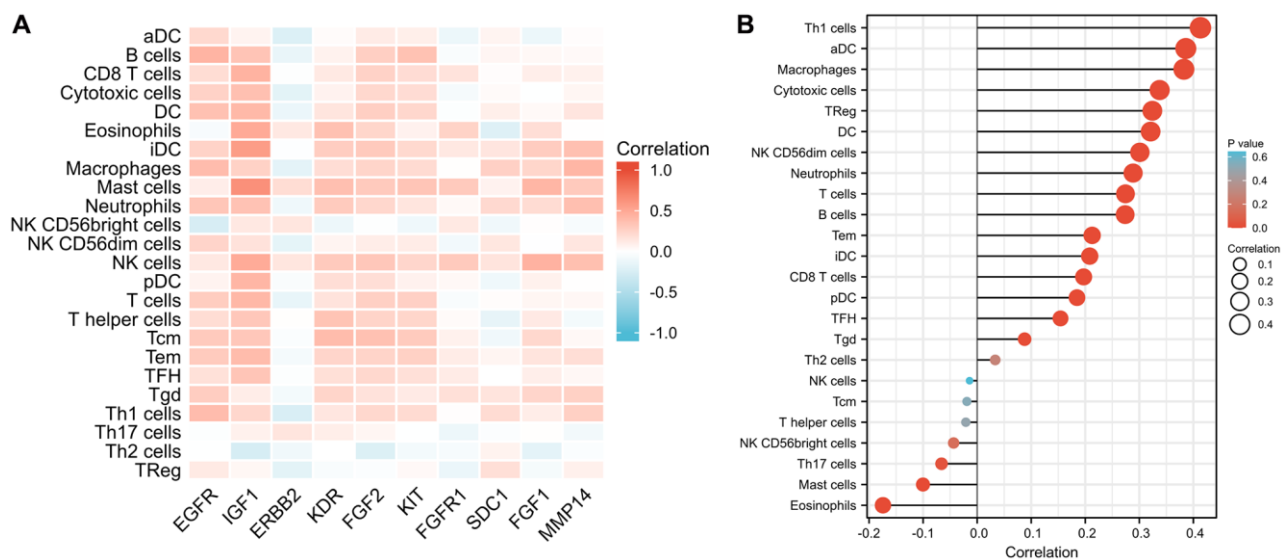 A
aDC
B cells
CD8 T cells
Cytotoxic cells
DC
Eosinophils
iDC
Macrophages
Mast cells
Neutrophils
NK CD56bright cells
NK CD56dim cells
NK cells
pDC
T cells
T helper cells
Tcm
Tem
TFH
Tgd
Th1 cells
Th17 cells
Th2 cells
TReg
EGFR
IGF1
ERBB2
KDR
FGF2
KIT
FGFR1
SDC1
FGF1
MMP14
Correlation
1.0
0.5
0.0
-0.5
-1.0
B
Th1 cells
aDC
Macrophages
Cytotoxic cells
TReg
DC
NK CD56dim cells
Neutrophils
T cells
B cells
Tem
iDC
CD8 T cells
pDC
TFH
Tgd
Th2 cells
NK cells
Tcm
T helper cells
NK CD56bright cells
Th17 cells
Mast cells
Eosinophils
-0.2
-0.1
0.0
0.1
0.2
0.3
0.4
Correlation
P value
0.6
0.4
0.2
0.0
Correlation
0.1
0.2
0.3
0.4